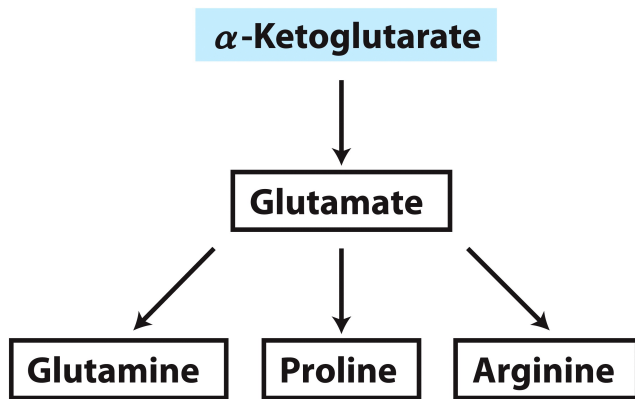 α-Ketoglutarate
Glutamate
Glutamine
Proline
Arginine